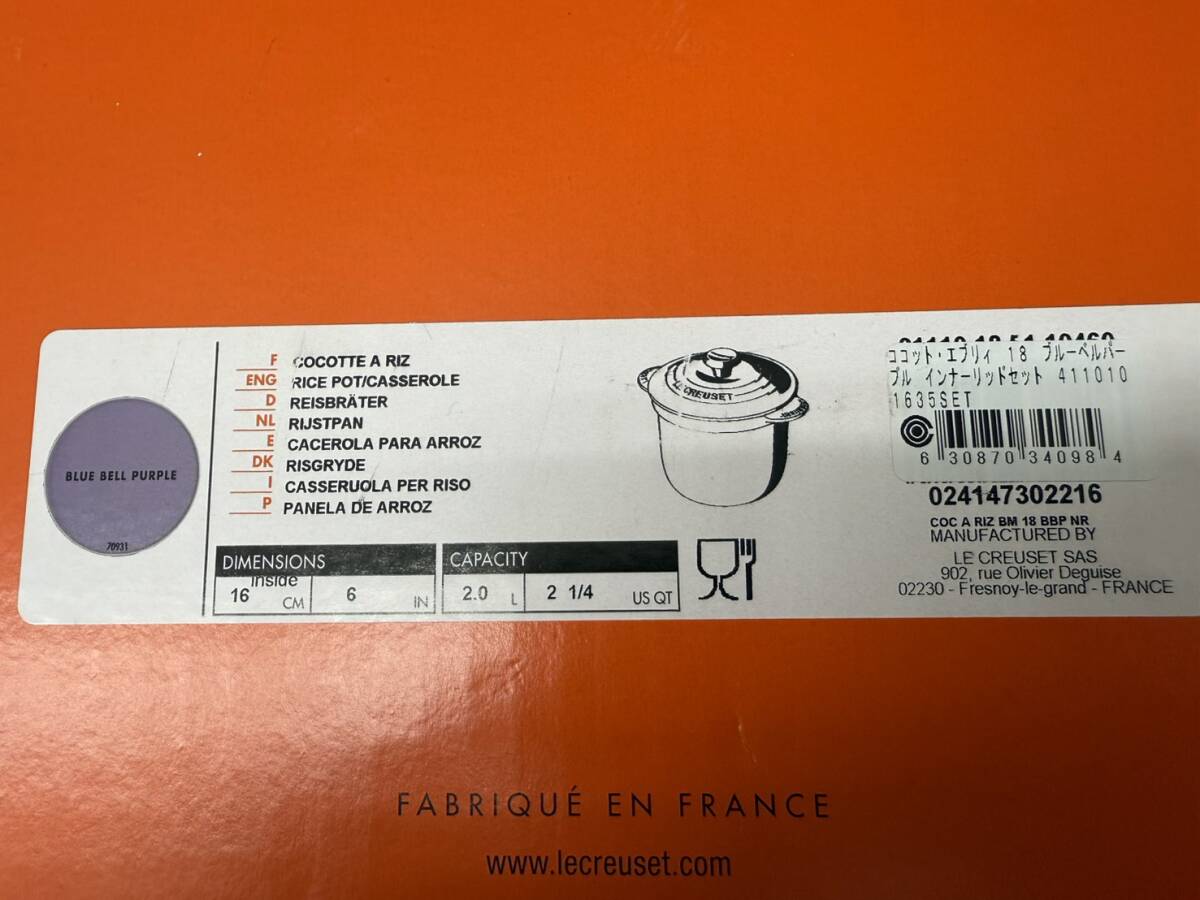 BLUE BELL PURPLE
70931
F COCOTTE A RIZ
ENG RICE POT/CASSEROLE
D REISBRÄTER
NL RIJSTPAN
E CACEROLA PARA ARROZ
DK RISGRYDE
I CASSERUOLA PER RISO
P PANELA DE ARROZ
DIMENSIONS
inside
16 CM 6 IN
CAPACITY
2.0 L 2 1/4 US QT
LE CREUSET
ココット・エブリィ 18 ブルーベルパー
プル インナーリッドセット 411010
1635SET
6 30870 34098 4
024147302216
COC A RIZ BM 18 BBP NR
MANUFACTURED BY
LE CREUSET SAS
902, rue Olivier Deguise
02230 - Fresnoy-le-grand - FRANCE
FABRIQUÉ EN FRANCE
www.lecreuset.com